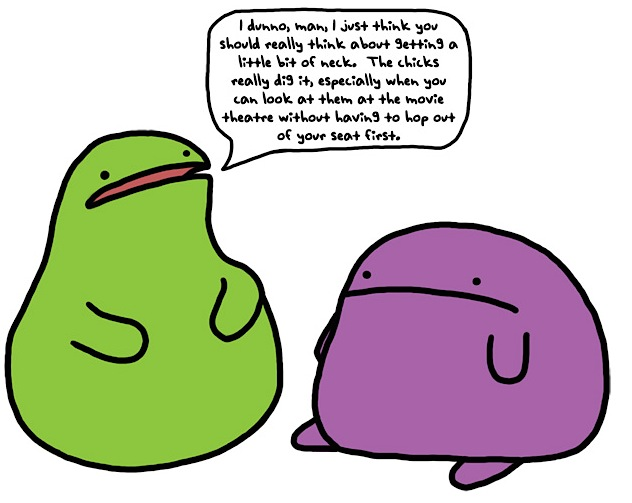 I dunno, man, I just think you
should really think about getting a
little bit of neck. The chicks
really dig it, especially when you
can look at them at the movie
theatre without having to hop out
of your seat first.